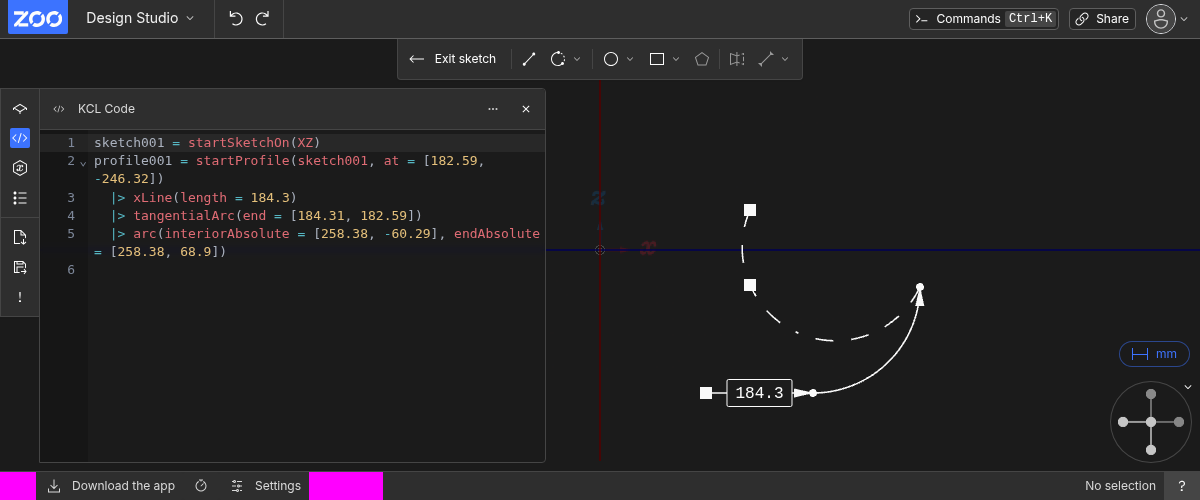 ZOO Design Studio Commands Ctrl+K Share
Exit sketch
KCL Code
1 sketch001 = startSketchOn(XZ)
2 profile001 = startProfile(sketch001, at = [182.59,
-246.32])
3 |> xLine(length = 184.3)
4 |> tangentialArc(end = [184.31, 182.59])
5 |> arc(interiorAbsolute = [258.38, -60.29], endAbsolute
= [258.38, 68.9])
6
z
x
184.3
mm
Download the app Settings No selection ?